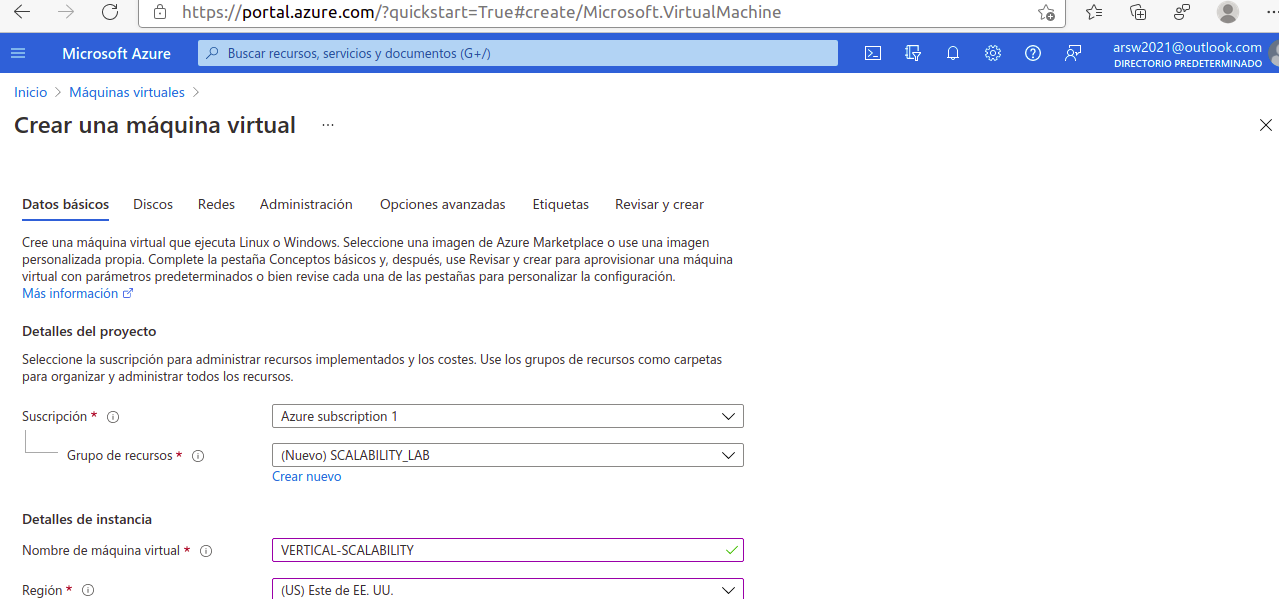 https://portal.azure.com/?quickstart=True#create/Microsoft.VirtualMachine
Microsoft Azure
Buscar recursos, servicios y documentos (G+/)
arsw2021@outlook.com
DIRECTORIO PREDETERMINADO
Inicio > Máquinas virtuales >
Crear una máquina virtual ...
Datos básicos Discos Redes Administración Opciones avanzadas Etiquetas Revisar y crear
Cree una máquina virtual que ejecuta Linux o Windows. Seleccione una imagen de Azure Marketplace o use una imagen
personalizada propia. Complete la pestaña Conceptos básicos y, después, use Revisar y crear para aprovisionar una máquina
virtual con parámetros predeterminados o bien revise cada una de las pestañas para personalizar la configuración.
Más información
Detalles del proyecto
Seleccione la suscripción para administrar recursos implementados y los costes. Use los grupos de recursos como carpetas
para organizar y administrar todos los recursos.
Suscripción * Azure subscription 1
Grupo de recursos * (Nuevo) SCALABILITY_LAB
Crear nuevo
Detalles de instancia
Nombre de máquina virtual * VERTICAL-SCALABILITY
Región * (US) Este de EE. UU.